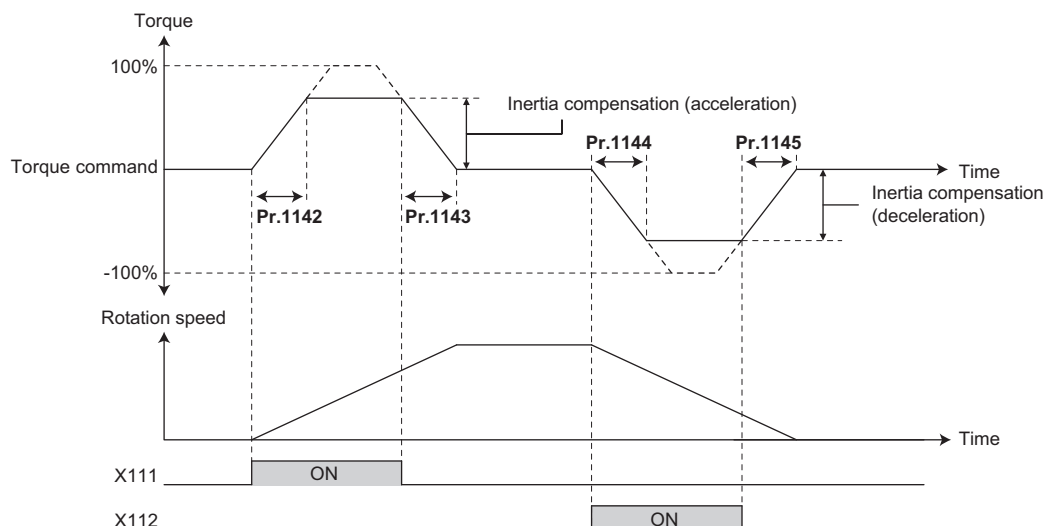 Torque
100%
Inertia compensation (acceleration)
Pr.1144
Pr.1145
Torque command
Time
Pr.1142
Pr.1143
Inertia compensation
(deceleration)
-100%
Rotation speed
Time
X111
ON
X112
ON